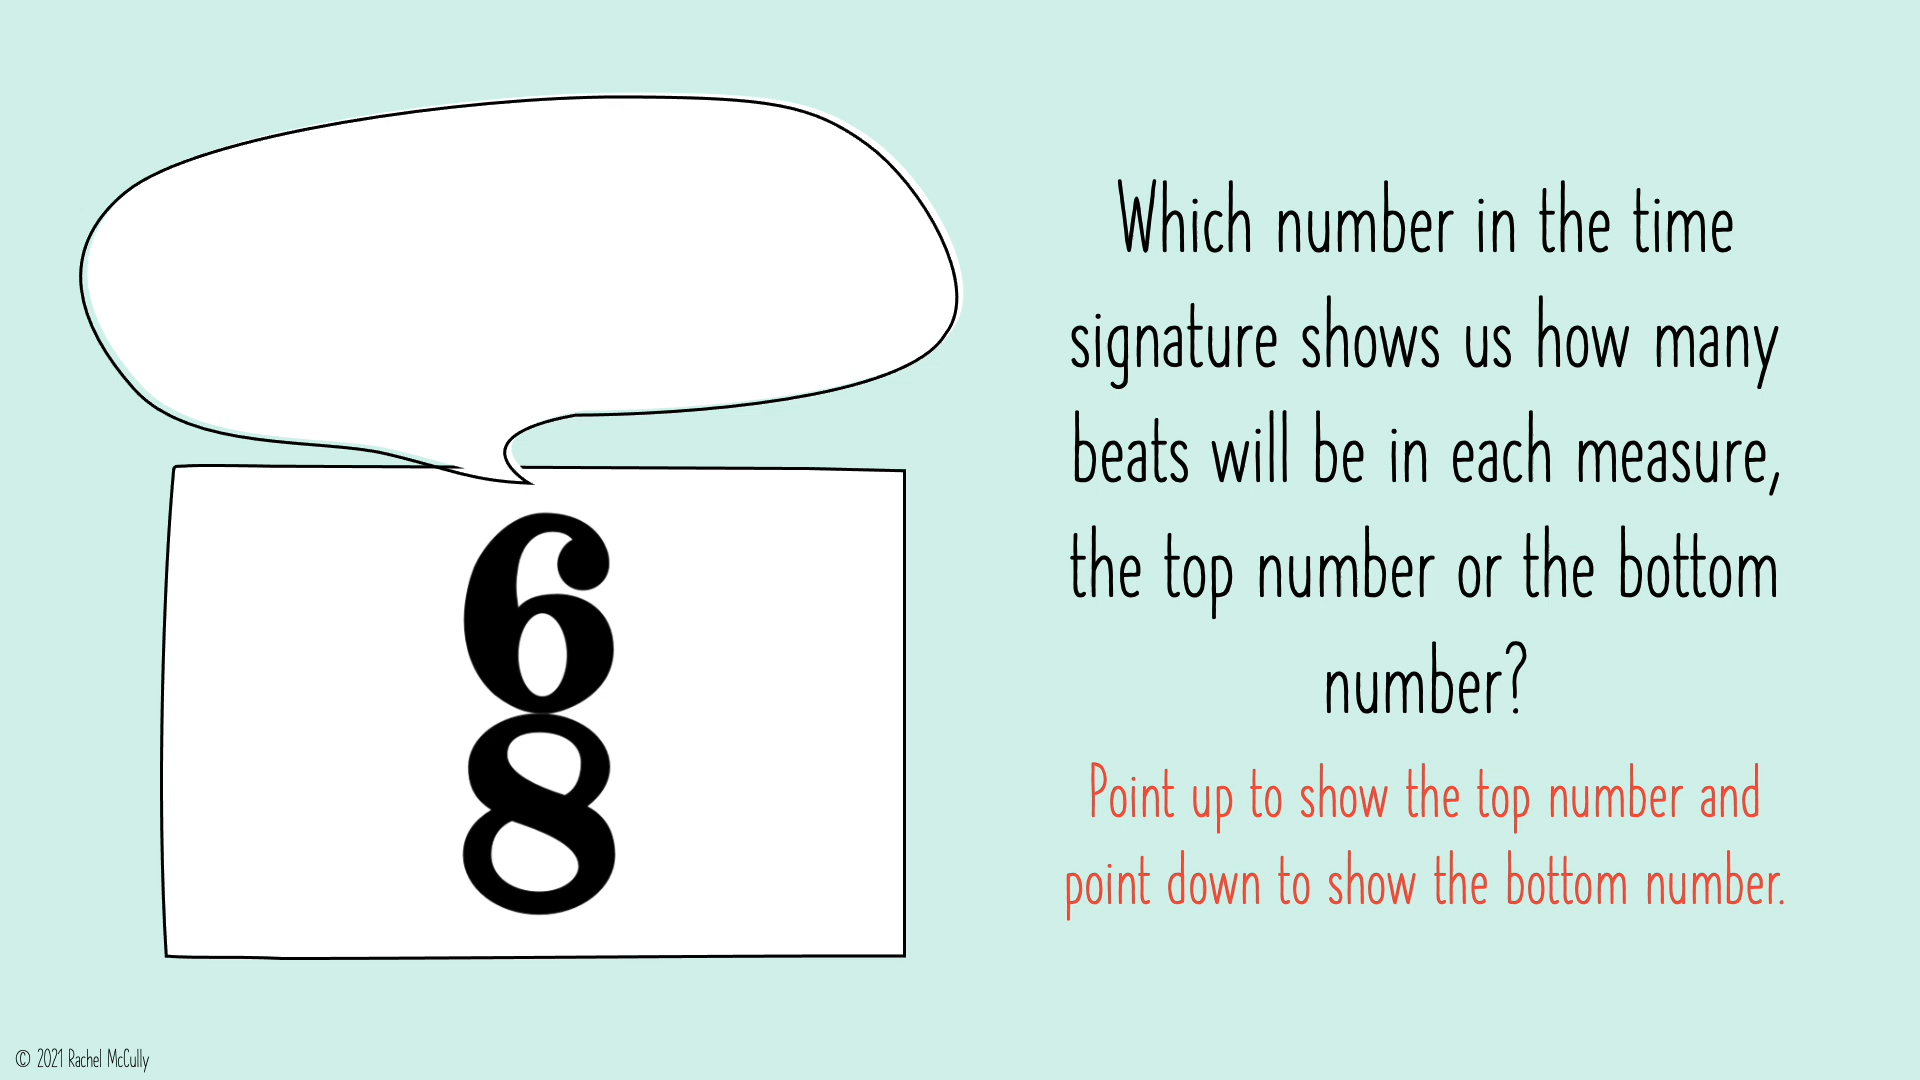 6
8
Which number in the time
signature shows us how many
beats will be in each measure,
the top number or the bottom
number?
Point up to show the top number and
point down to show the bottom number.
© 2021 Rachel McCully